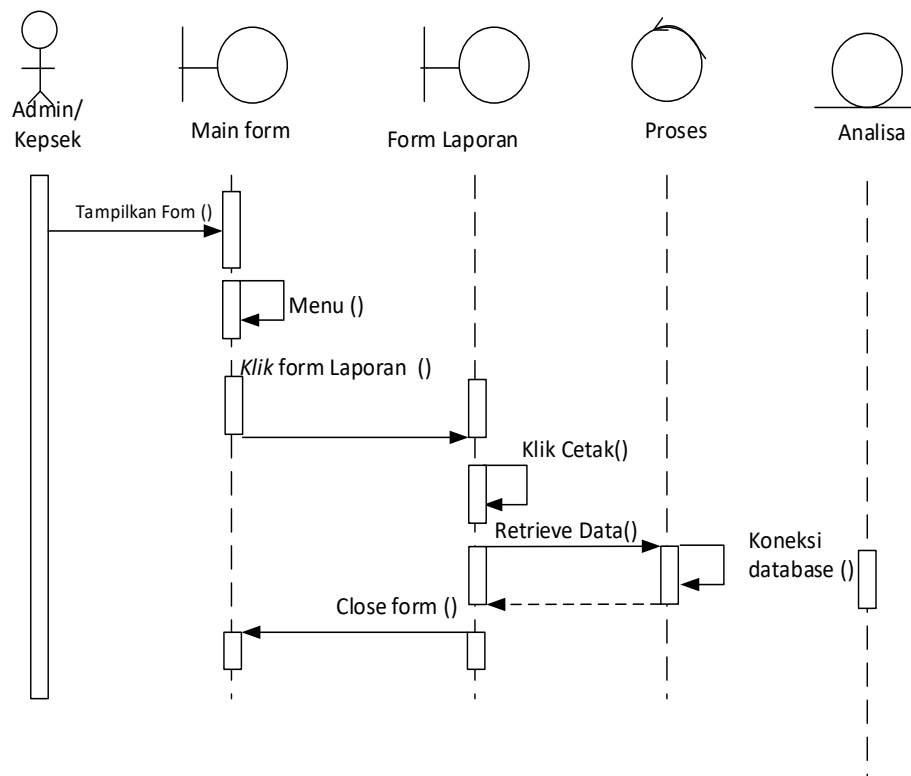 Admin/
Kepsek
Main form
Form Laporan
Proses
Analisa
Tampilkan Fom ()
Menu ()
Klik form Laporan ()
Klik Cetak()
Retrieve Data()
Koneksi
database ()
Close form ()